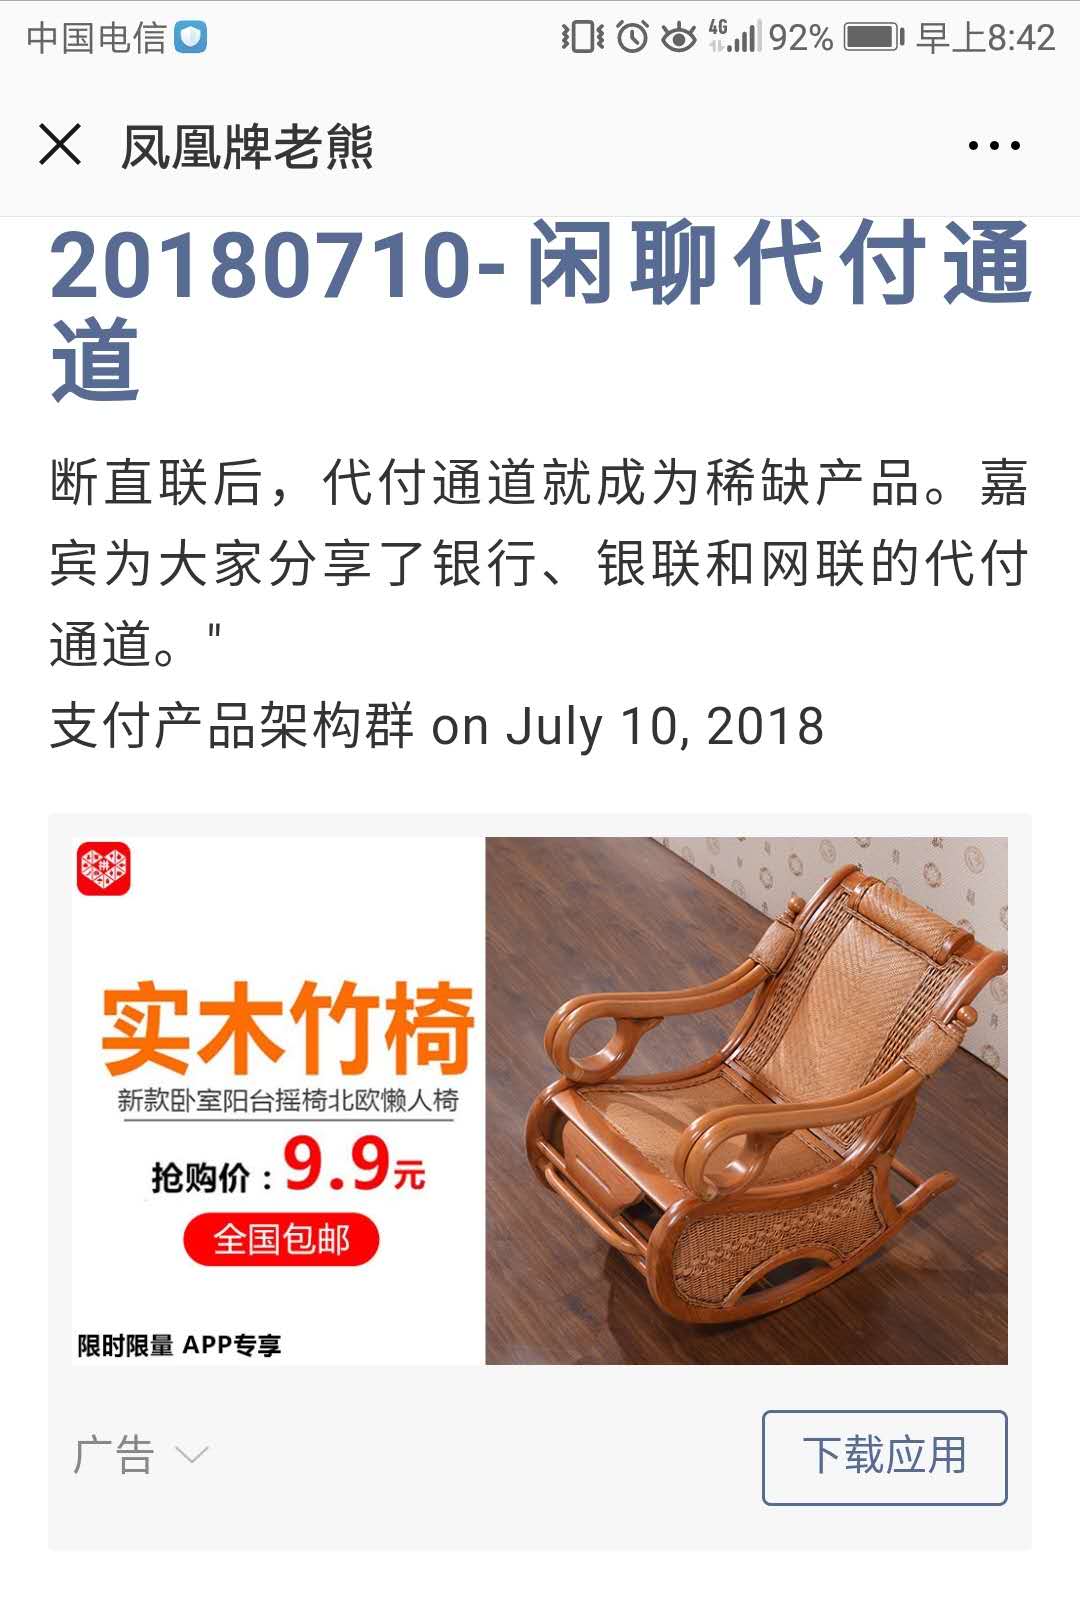 中国电信
4G 92% 早上8:42
凤凰牌老熊
20180710-闲聊代付通
道
断直联后，代付通道就成为稀缺产品。嘉
宾为大家分享了银行、银联和网联的代付
通道。"
支付产品架构群 on July 10, 2018
拼
实木竹椅
新款卧室阳台摇椅北欧懒人椅
抢购价：9.9元
全国包邮
限时限量 APP专享
广告
下载应用